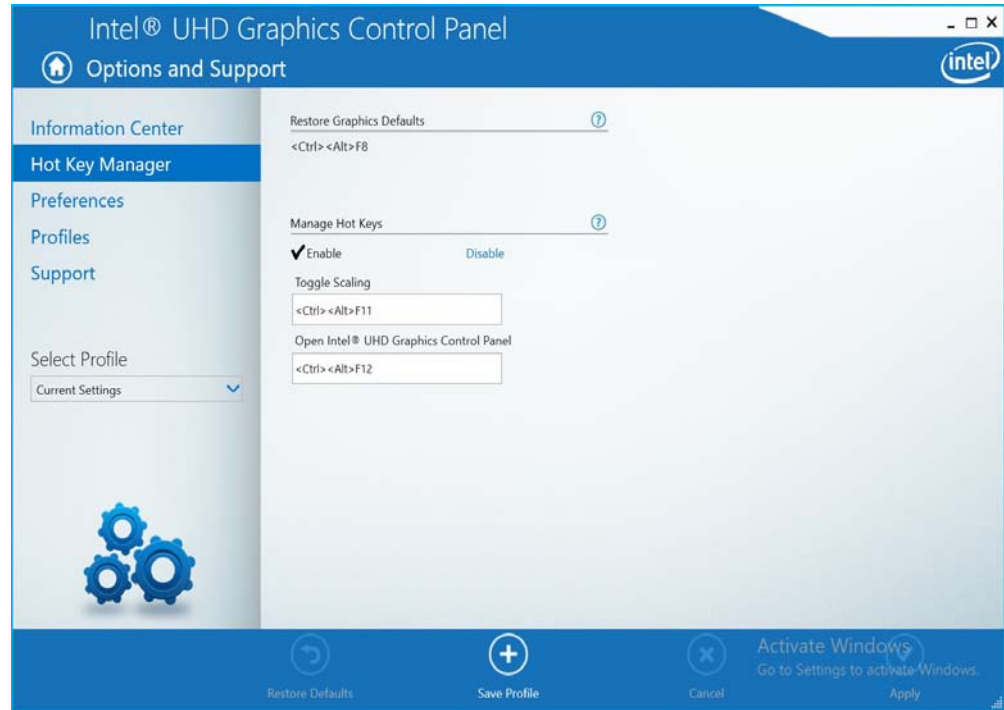 Intel® UHD Graphics Control Panel
Options and Support
intel
Information Center
Hot Key Manager
Preferences
Profiles
Support
Select Profile
Current Settings
Restore Graphics Defaults
<Ctrl><Alt>F8
Manage Hot Keys
Enable
Disable
Toggle Scaling
<Ctrl><Alt>F11
Open Intel® UHD Graphics Control Panel
<Ctrl><Alt>F12
Restore Defaults
Save Profile
Cancel
Apply
Activate Windows
Go to Settings to activate Windows.